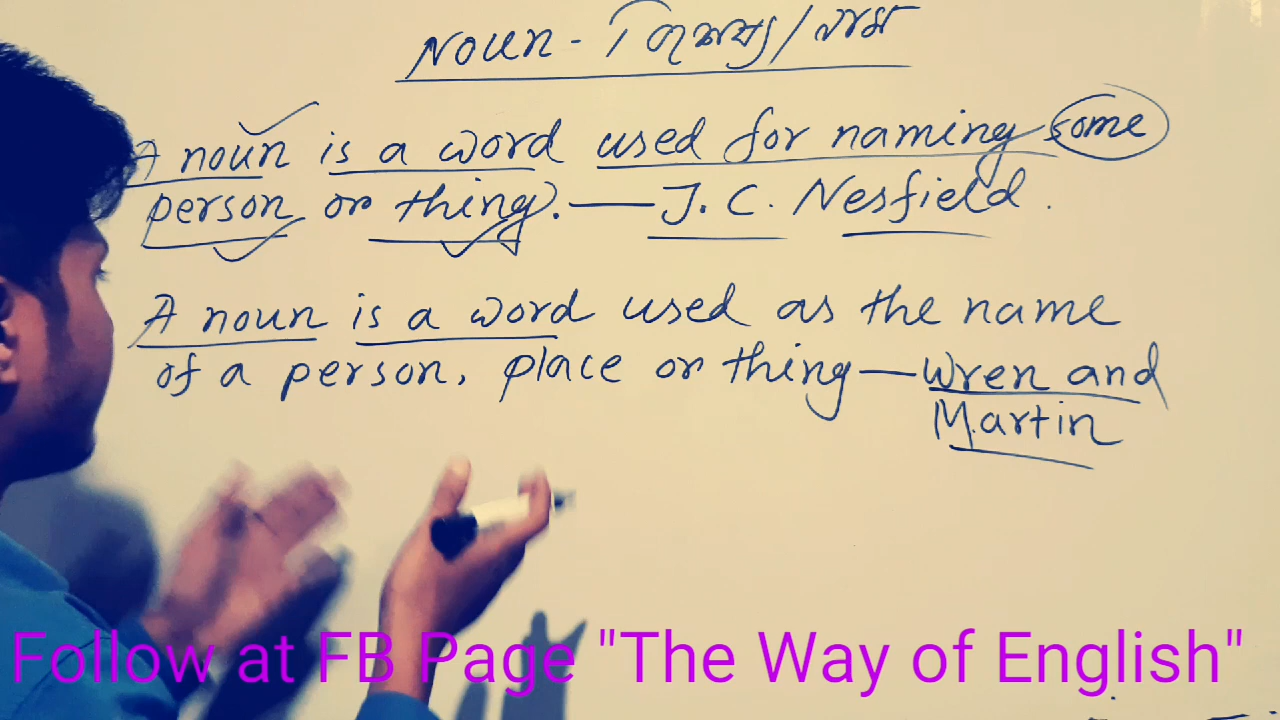 Noun - বিশেষ্য / নাম
A noun is a word used for naming some
person or thing. — J. C. Nesfield.
A noun is a word used as the name
of a person, place or thing — Wren and
Martin
Follow at FB Page "The Way of English"